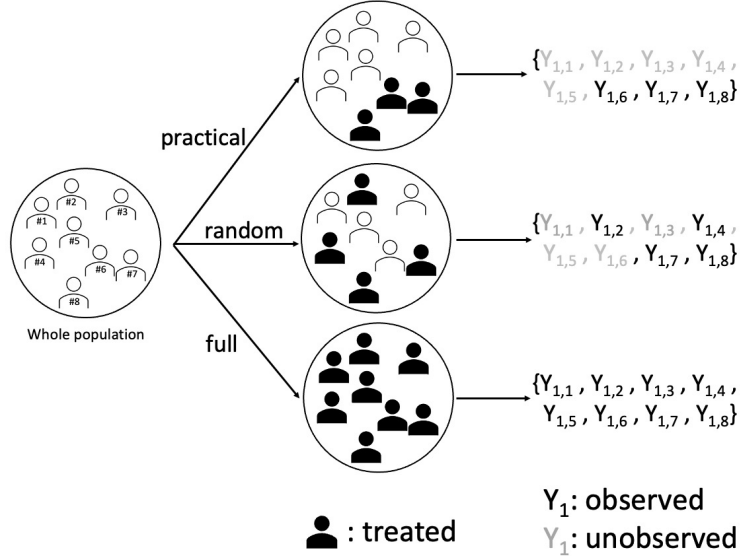 practical
{Y1,1 , Y1,2 , Y1,3 , Y1,4 ,
Y1,5 , Y1,6 , Y1,7 , Y1,8}
#1
#2
#3
#4
#5
#6
#7
#8
Whole population
random
{Y1,1 , Y1,2 , Y1,3 , Y1,4 ,
Y1,5 , Y1,6 , Y1,7 , Y1,8}
full
{Y1,1 , Y1,2 , Y1,3 , Y1,4 ,
Y1,5 , Y1,6 , Y1,7 , Y1,8}
: treated
Y1: observed
Y1: unobserved